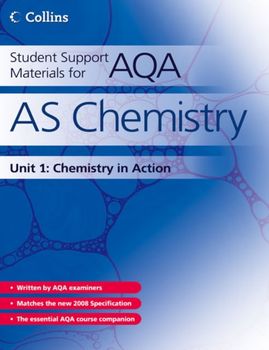 Collins
Student Support
Materials for AQA
AS Chemistry
Unit 1: Chemistry in Action
• Written by AQA examiners
• Matches the new 2008 Specification
• The essential AQA course companion